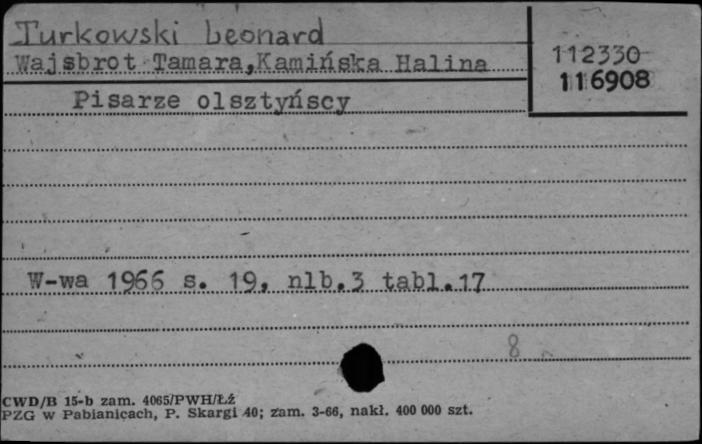 Turkowski Leonard
Wajsbrot Tamara, Kamińska Halina
112330
116908
Pisarze olsztyńscy
W-wa 1966 s. 19, nlb.3 tabl.17
8
CWD/B 15-b zam. 4065/PWH/Łź
PZG w Pabianicach, P. Skargi 40; zam. 3-66, nakł. 400 000 szt.